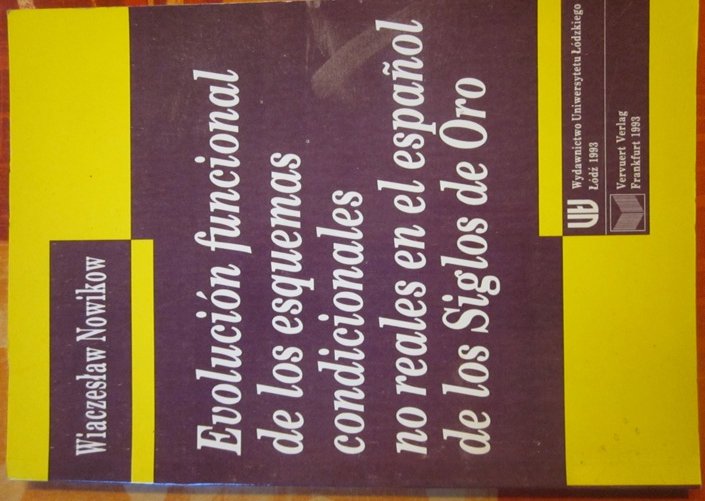 Wiaczesław Nowikow
Evolución funcional
de los esquemas
condicionales
no reales en el español
de los Siglos de Oro
UŁ
Wydawnictwo Uniwersytetu Łódzkiego
Łódź 1993
Vervuert Verlag
Frankfurt 1993